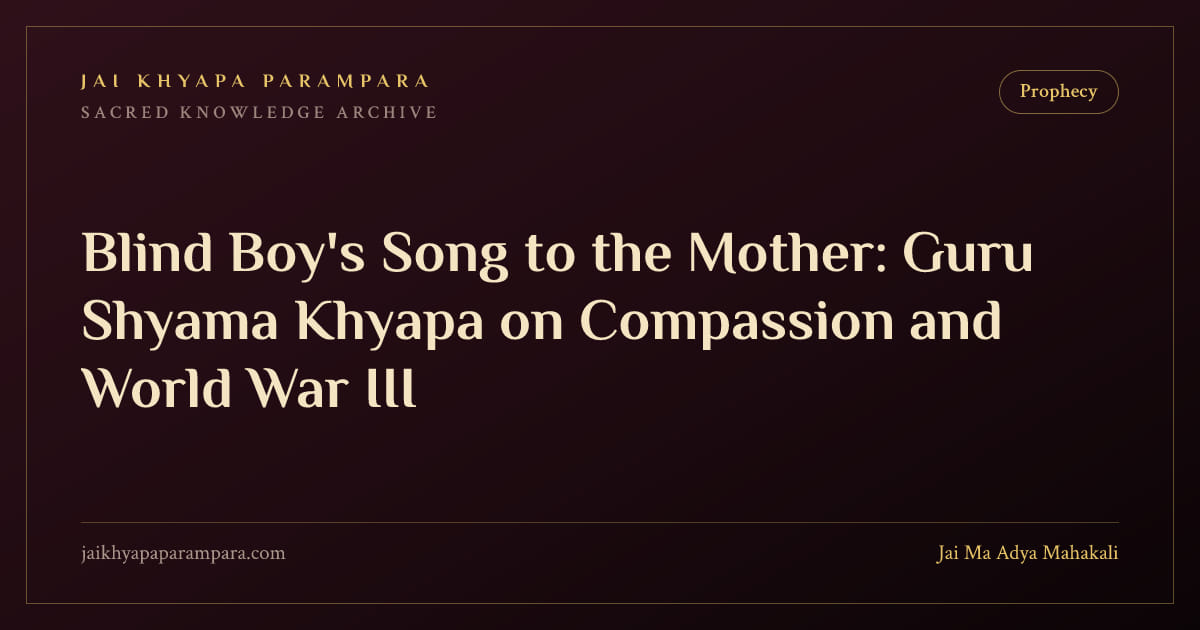 JAI KHYAPA PARAMPARA
SACRED KNOWLEDGE ARCHIVE
Prophecy
Blind Boy's Song to the Mother: Guru
Shyama Khyapa on Compassion and
World War III
jaikhyapaparampara.com
Jai Ma Adya Mahakali